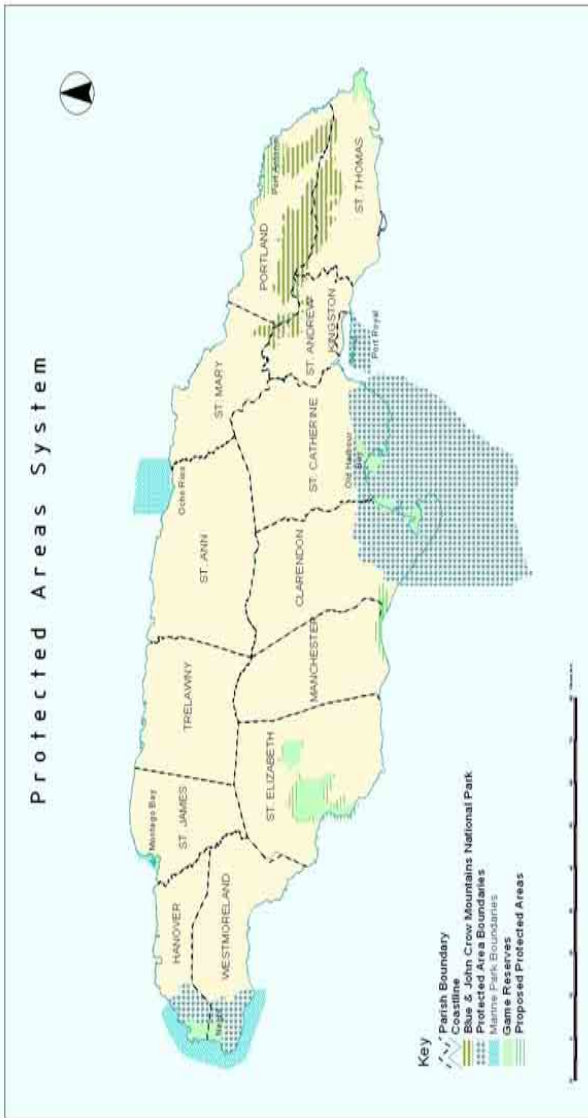 Protected Areas System
Montego Bay
HANOVER
ST. JAMES
TRELAWNY
ST. ANN
Ocho Rios
ST. MARY
PORTLAND
Port Antonio
Negril
WESTMORELAND
ST. ELIZABETH
MANCHESTER
CLARENDON
ST. CATHERINE
Old Harbour
Bay
ST. ANDREW
KINGSTON
Port Royal
ST. THOMAS
Key
Parish Boundary
Coastline
Blue & John Crow Mountains National Park
Protected Area Boundaries
Marine Park Boundaries
Game Reserves
Proposed Protected Areas